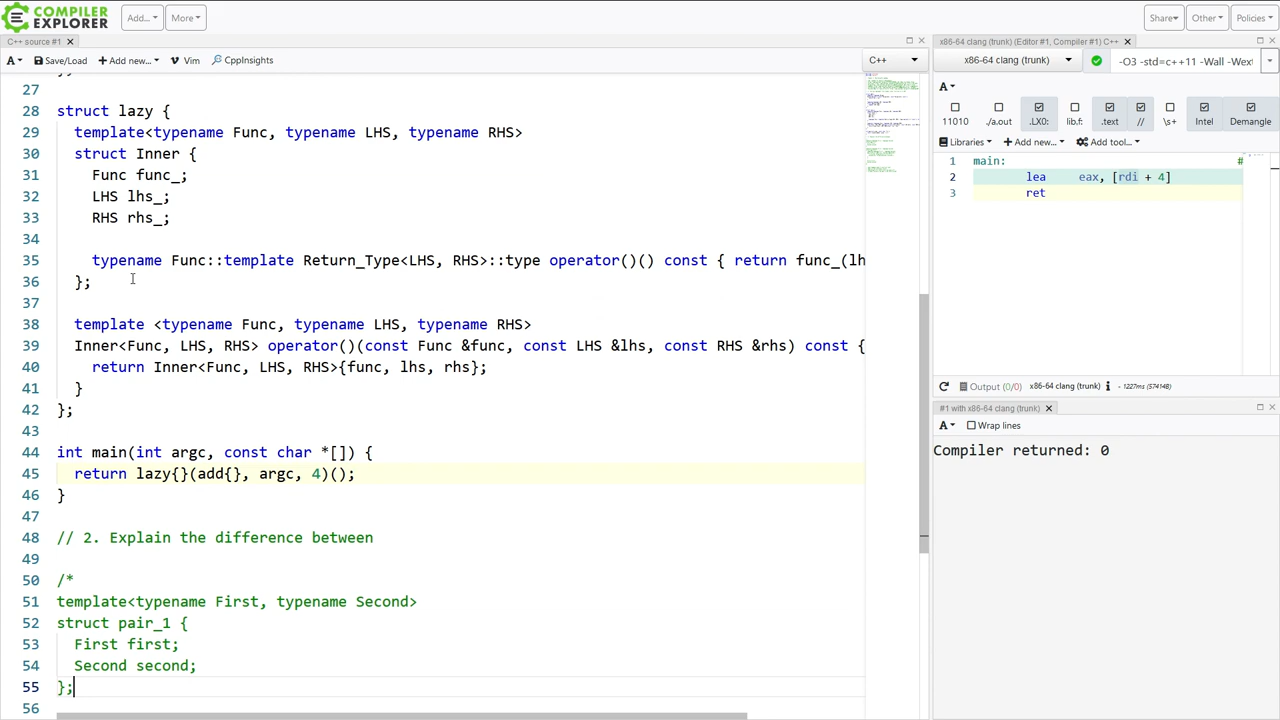 COMPILER
EXPLORER
Add...
More
Share
Other
Policies
C++ source #1
A
Save/Load
Add new...
Vim
CppInsights
C++
27
28 struct lazy {
29 template<typename Func, typename LHS, typename RHS>
30 struct Inner {
31 Func func_;
32 LHS lhs_;
33 RHS rhs_;
34
35 typename Func::template Return_Type<LHS, RHS>::type operator()() const { return func_(lh
36 };
37
38 template <typename Func, typename LHS, typename RHS>
39 Inner<Func, LHS, RHS> operator()(const Func &func, const LHS &lhs, const RHS &rhs) const {
40 return Inner<Func, LHS, RHS>{func, lhs, rhs};
41 }
42 };
43
44 int main(int argc, const char *[]) {
45 return lazy{}(add{}, argc, 4)();
46 }
47
48 // 2. Explain the difference between
49
50 /*
51 template<typename First, typename Second>
52 struct pair_1 {
53 First first;
54 Second second;
55 };
56
x86-64 clang (trunk) (Editor #1, Compiler #1) C++
x86-64 clang (trunk)
-O3 -std=c++11 -Wall -Wext
A
11010
./a.out
.LX0:
lib.f:
.text
//
\s+
Intel
Demangle
Libraries
Add new...
Add tool...
1 main: #
2 lea eax, [rdi + 4]
3 ret
Output (0/0)
x86-64 clang (trunk)
- 1227ms (57414B)
#1 with x86-64 clang (trunk)
A
Wrap lines
Compiler returned: 0